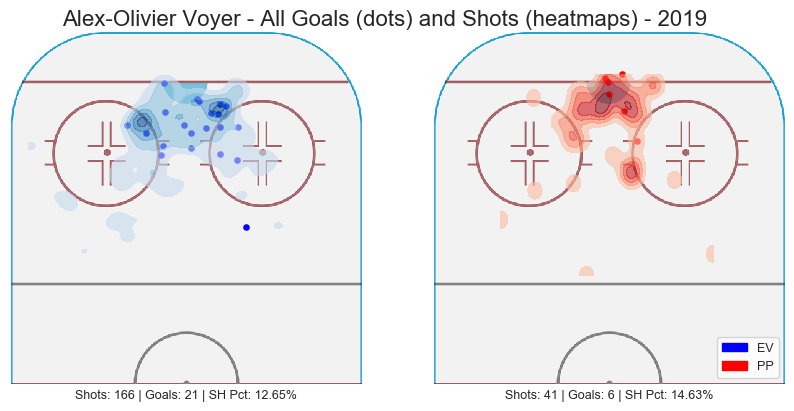 Alex-Olivier Voyer - All Goals (dots) and Shots (heatmaps) - 2019
EV
PP
Shots: 166 | Goals: 21 | SH Pct: 12.65%
Shots: 41 | Goals: 6 | SH Pct: 14.63%